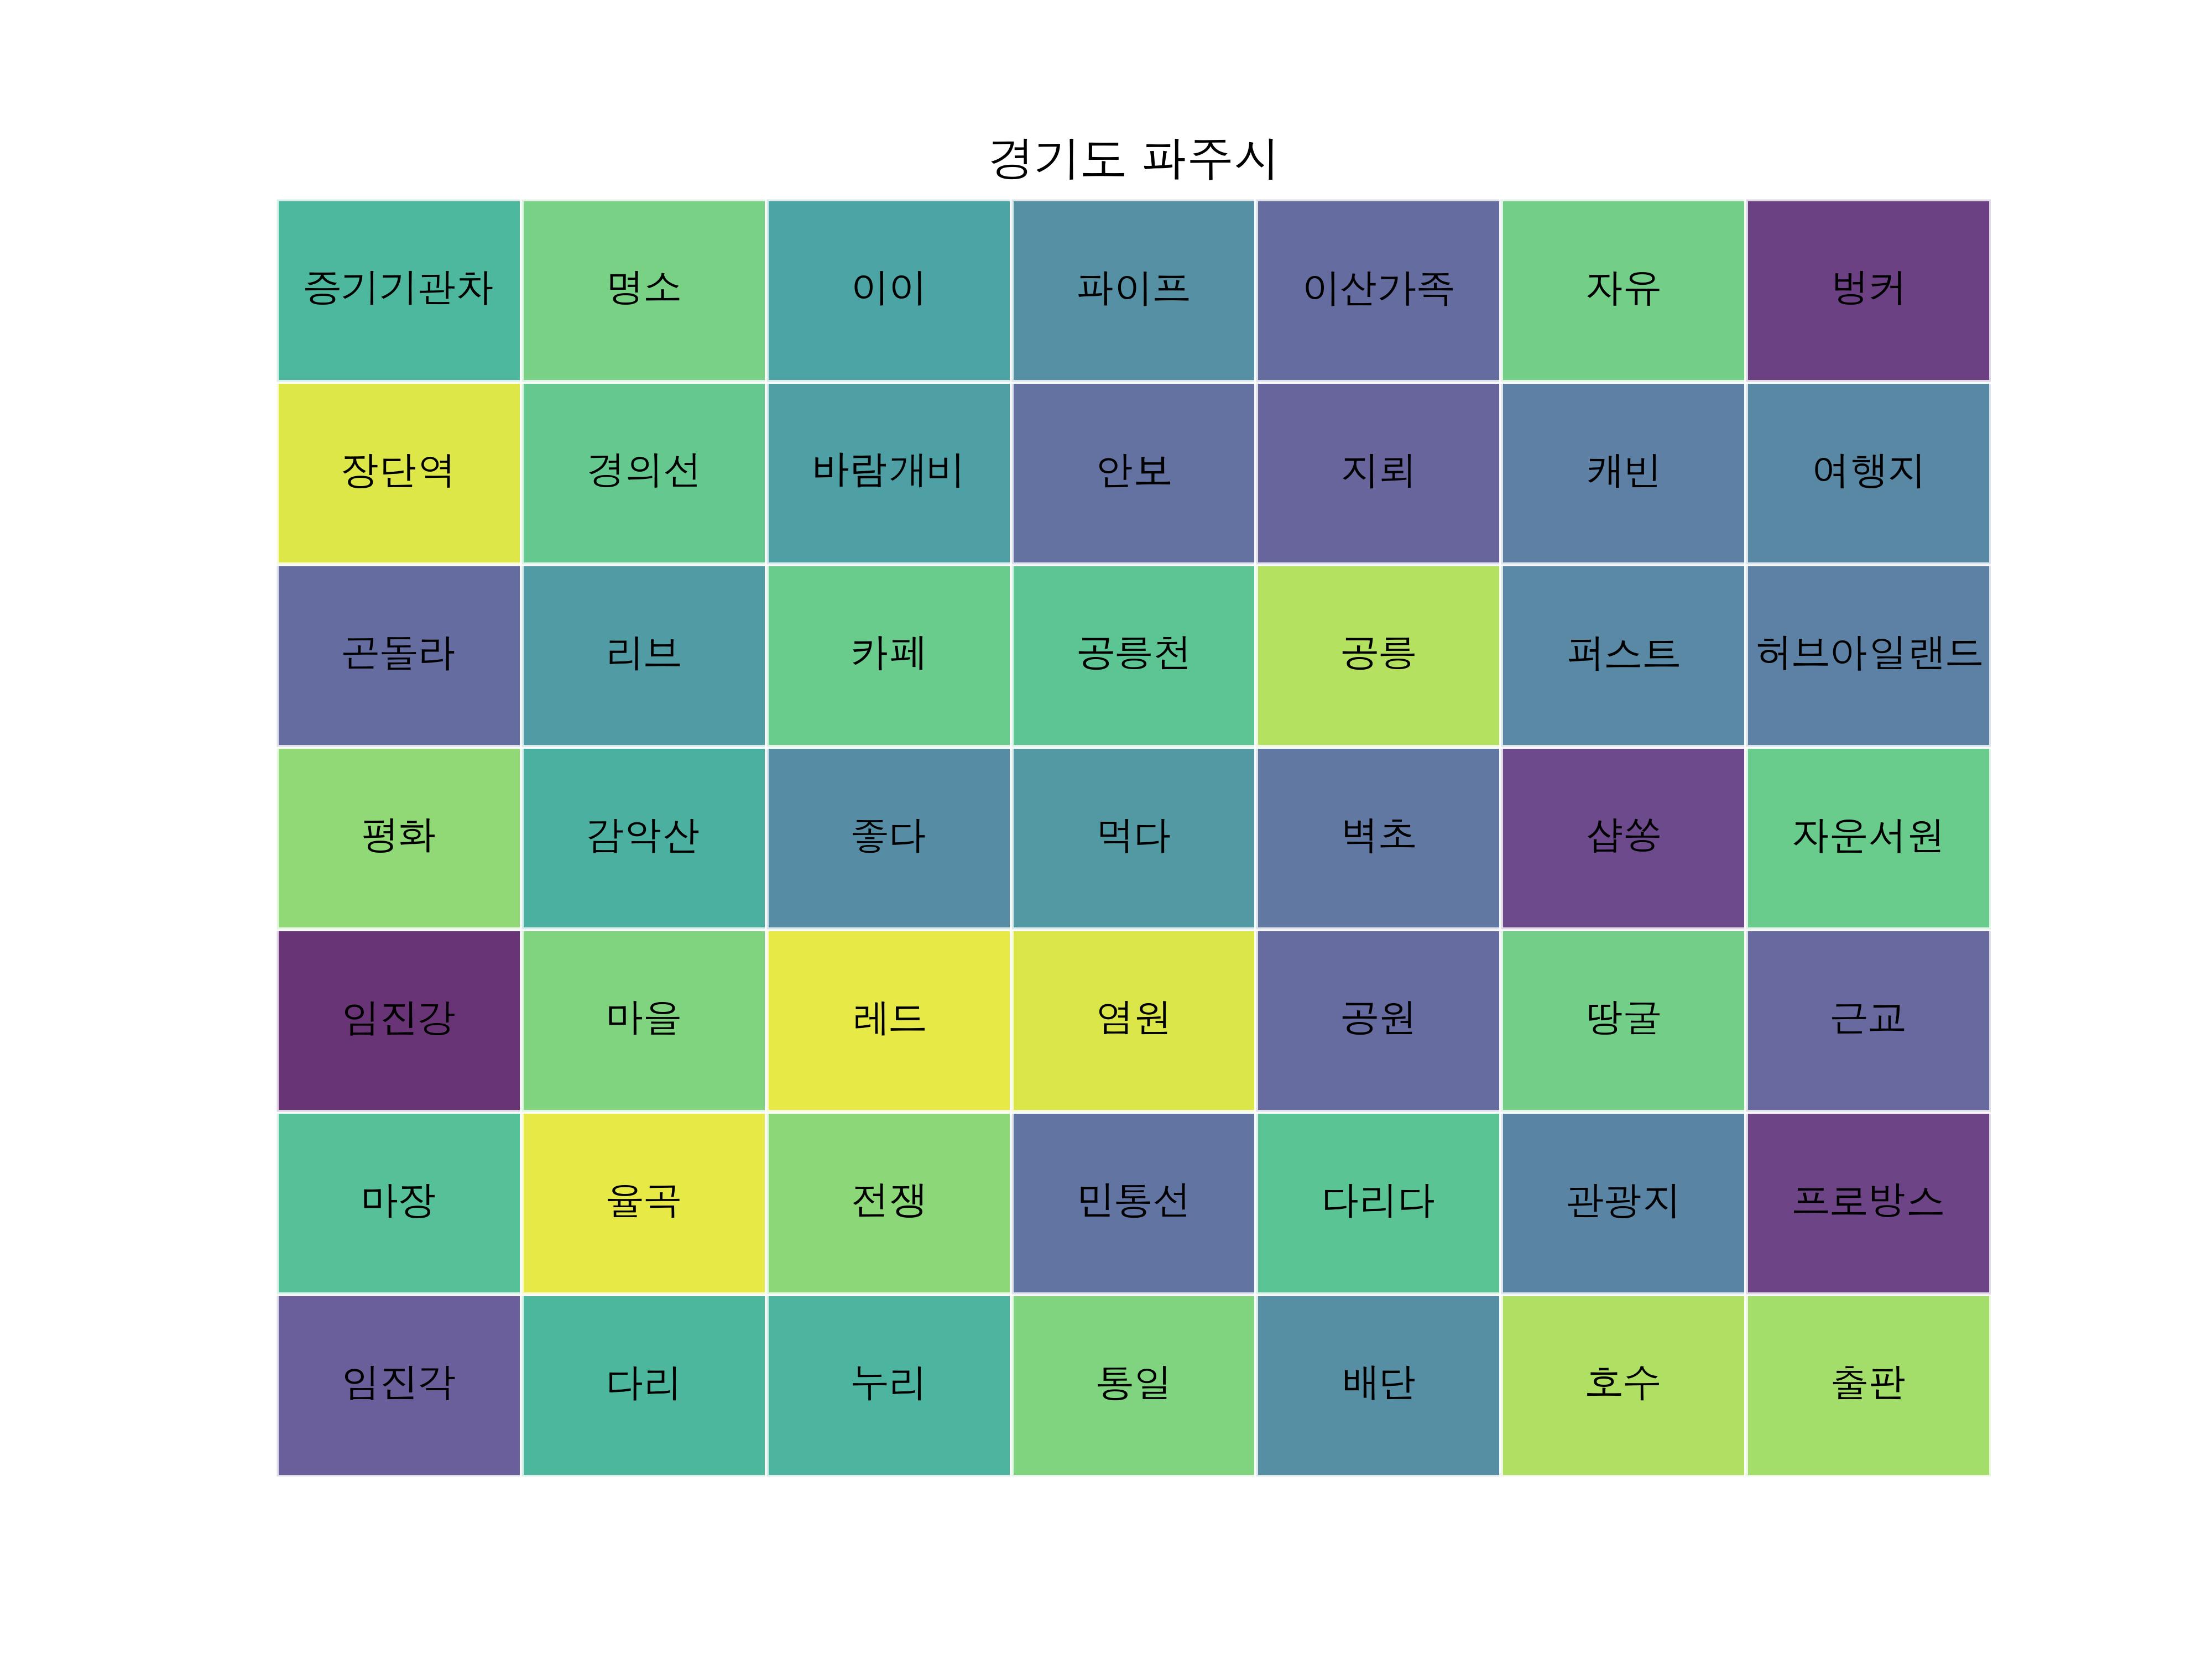 경기도 파주시
증기기관차 명소 이이 파이프 이산가족 자유 벙커
장단역 경의선 바람개비 안보 지뢰 캐빈 여행지
곤돌라 리브 카페 공릉천 공릉 퍼스트 허브아일랜드
평화 감악산 좋다 먹다 벽초 샵쏭 자운서원
임진강 마을 레드 염원 공원 땅굴 근교
마장 율곡 전쟁 민통선 다리다 관광지 프로방스
임진각 다리 누리 통일 배단 호수 출판